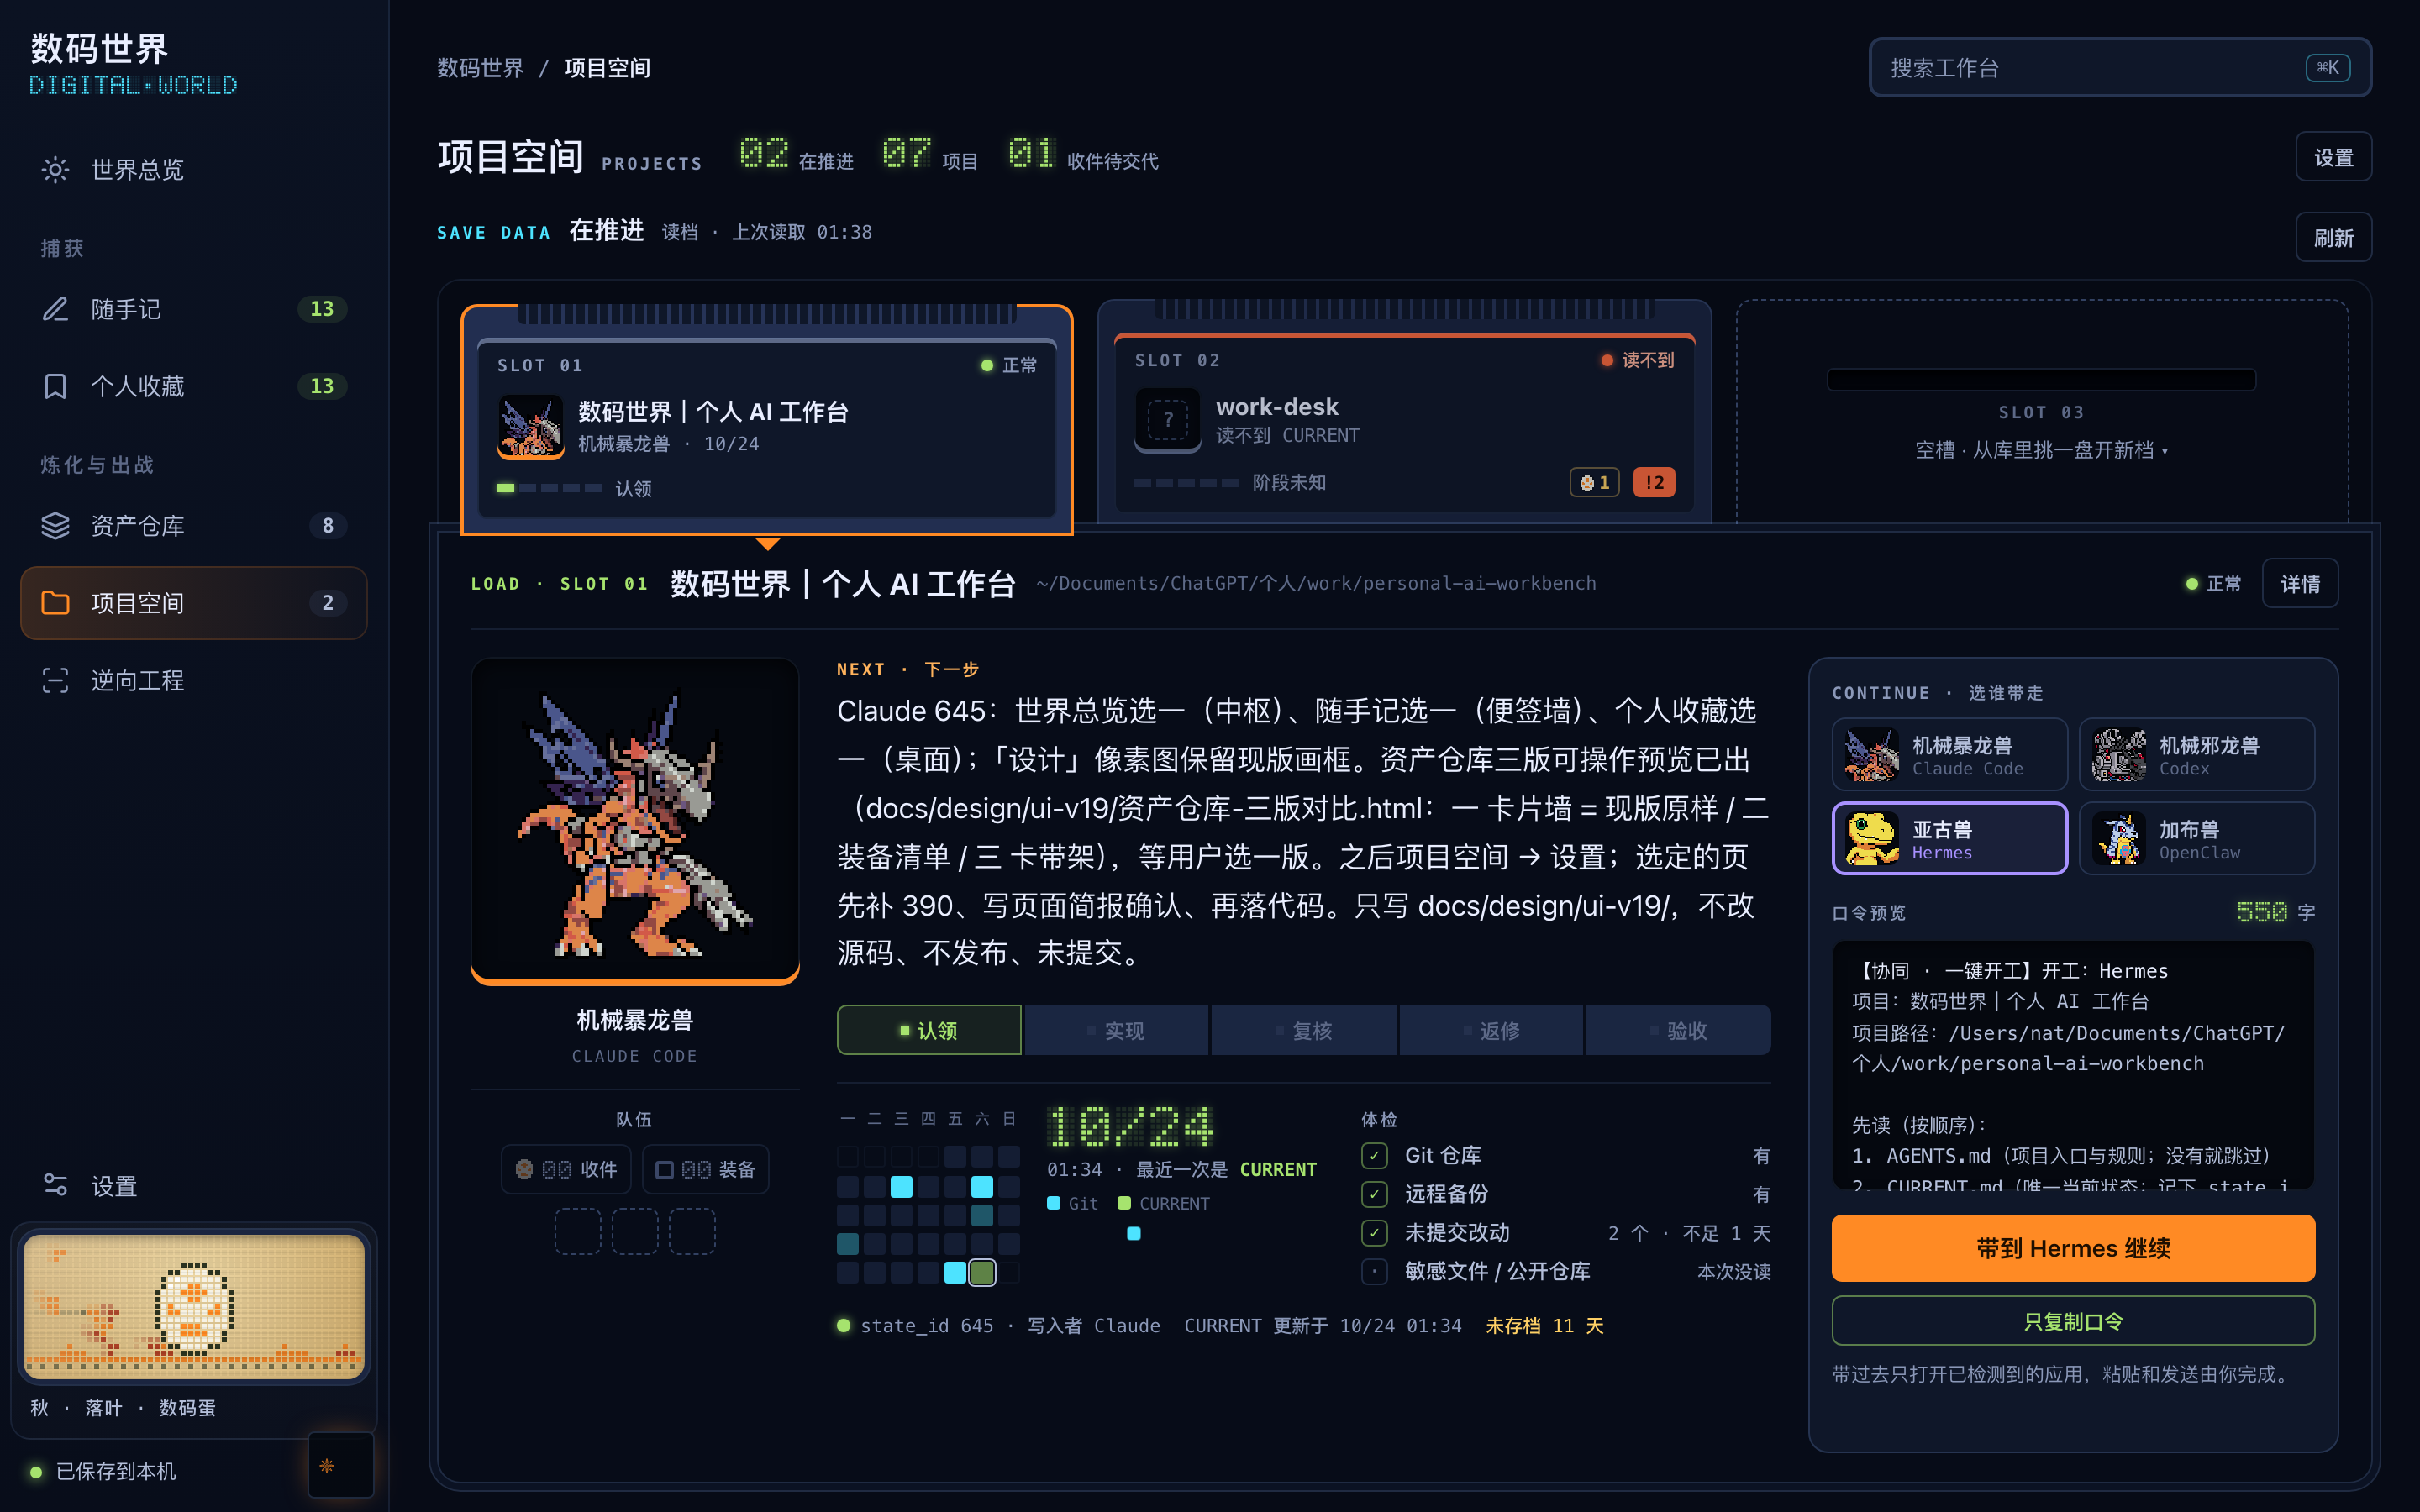 数码世界
DIGITAL·WORLD
世界总览
捕获
随手记 13
个人收藏 13
炼化与出战
资产仓库 8
项目空间 2
逆向工程
设置
秋 · 落叶 · 数码蛋
已保存到本机
数码世界 / 项目空间
搜索工作台 ⌘K
项目空间 PROJECTS 02 在推进 07 项目 01 收件待交代
设置
SAVE DATA 在推进 读档 · 上次读取 01:38
刷新
SLOT 01 正常
数码世界｜个人 AI 工作台
机械暴龙兽 · 10/24
认领
SLOT 02 读不到
?
work-desk
读不到 CURRENT
阶段未知 1 !2
SLOT 03
空槽 · 从库里挑一盘开新档 ▾
LOAD · SLOT 01 数码世界｜个人 AI 工作台 ~/Documents/ChatGPT/个人/work/personal-ai-workbench
正常 详情
机械暴龙兽
CLAUDE CODE
队伍
00 收件 00 装备
NEXT · 下一步
Claude 645：世界总览选一（中枢）、随手记选一（便签墙）、个人收藏选
一（桌面）；「设计」像素图保留现版画框。资产仓库三版可操作预览已出
（docs/design/ui-v19/资产仓库-三版对比.html：一 卡片墙 = 现版原样 / 二
装备清单 / 三 卡带架），等用户选一版。之后项目空间 → 设置；选定的页
先补 390、写页面简报确认、再落代码。只写 docs/design/ui-v19/，不改
源码、不发布、未提交。
认领 实现 复核 返修 验收
一 二 三 四 五 六 日
10/24
01:34 · 最近一次是 CURRENT
Git CURRENT
体检
✓ Git 仓库 有
✓ 远程备份 有
✓ 未提交改动 2 个 · 不足 1 天
· 敏感文件 / 公开仓库 本次没读
state_id 645 · 写入者 Claude CURRENT 更新于 10/24 01:34 未存档 11 天
CONTINUE · 选谁带走
机械暴龙兽
Claude Code
机械邪龙兽
Codex
亚古兽
Hermes
加布兽
OpenClaw
口令预览 550 字
【协同 · 一键开工】开工：Hermes
项目：数码世界｜个人 AI 工作台
项目路径：/Users/nat/Documents/ChatGPT/
个人/work/personal-ai-workbench
先读（按顺序）：
1. AGENTS.md（项目入口与规则；没有就跳过）
2. CURRENT.md（唯一当前状态；记下 state_i
带到 Hermes 继续
只复制口令
带过去只打开已检测到的应用，粘贴和发送由你完成。